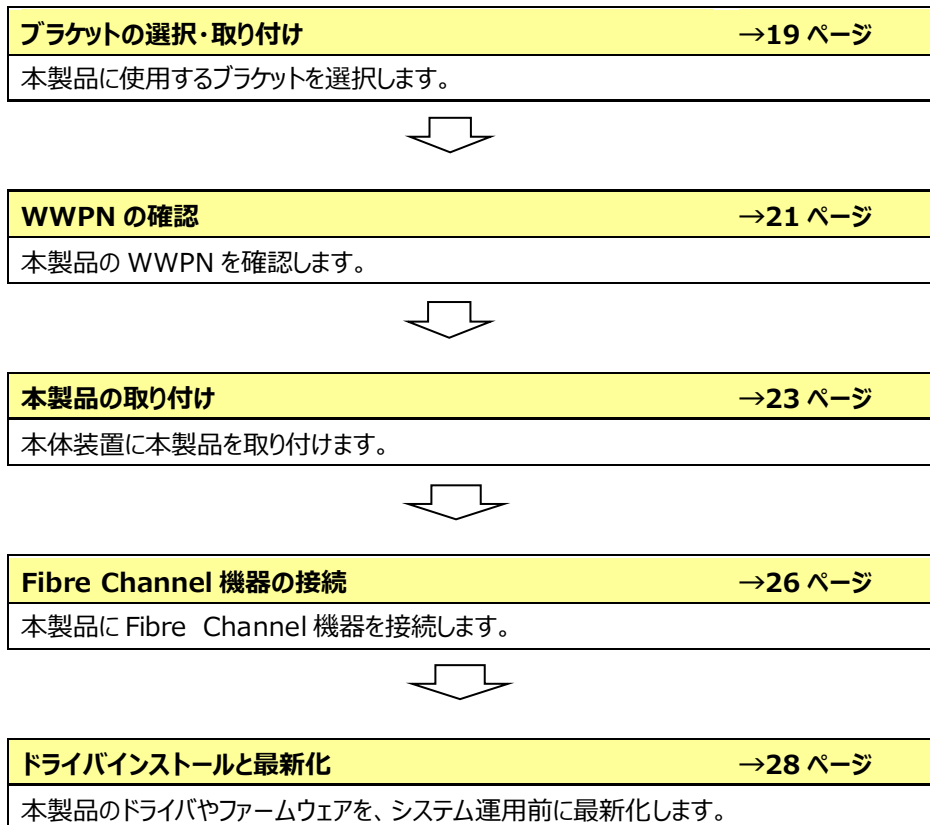 ブラケットの選択・取り付け →19 ページ
本製品に使用するブラケットを選択します。
WWPN の確認 →21 ページ
本製品の WWPN を確認します。
本製品の取り付け →23 ページ
本体装置に本製品を取り付けます。
Fibre Channel 機器の接続 →26 ページ
本製品に Fibre Channel 機器を接続します。
ドライバインストールと最新化 →28 ページ
本製品のドライバやファームウェアを、システム運用前に最新化します。